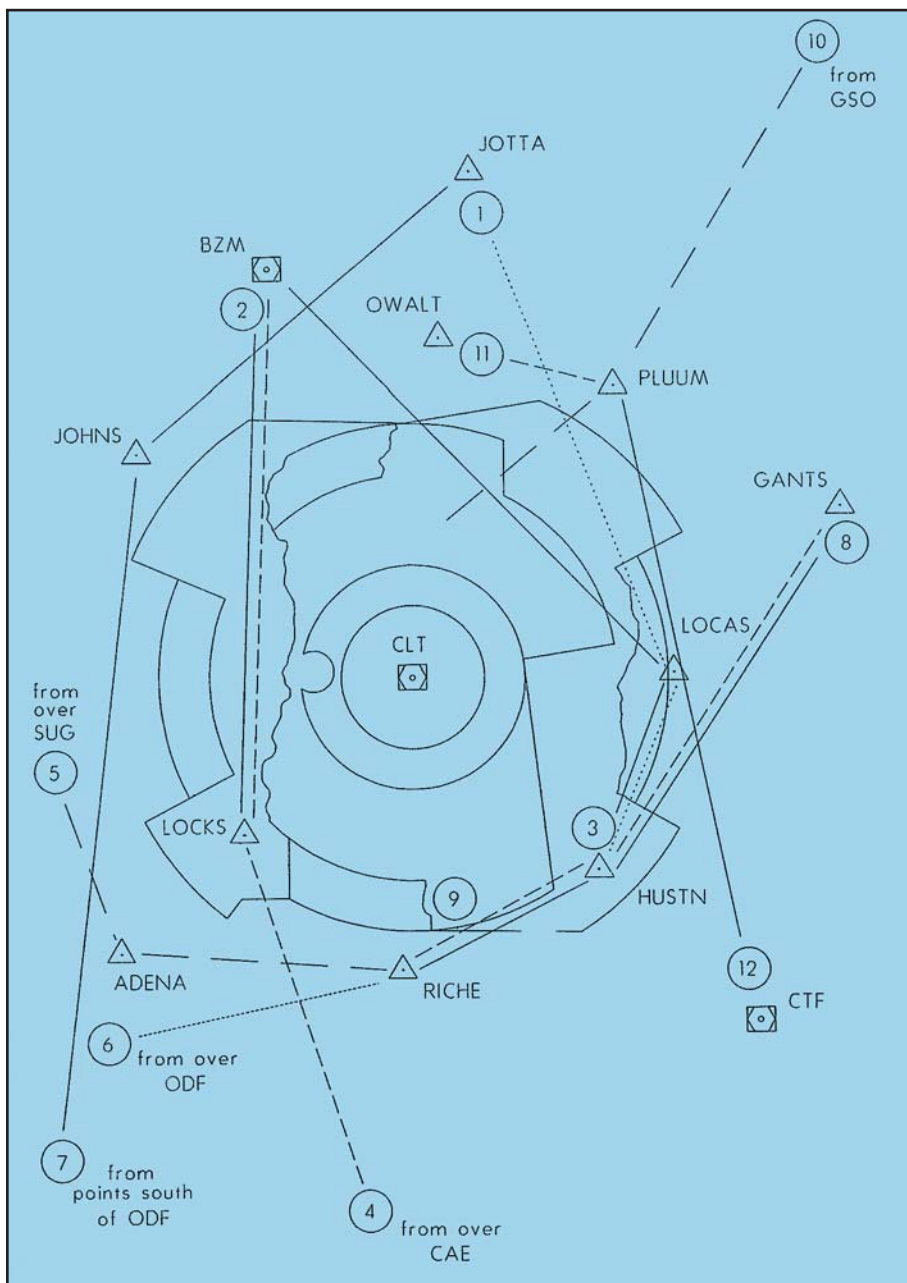 10
from
GSO
JOTTA
1
BZM
2
OWALT
11
PLUUM
JOHNS
GANTS
8
LOCAS
CLT
from
over
SUG
5
LOCKS
3
9
HUSTN
ADENA
RICHE
12
CTF
6
from over
ODF
7
from
points south
of ODF
4
from over
CAE